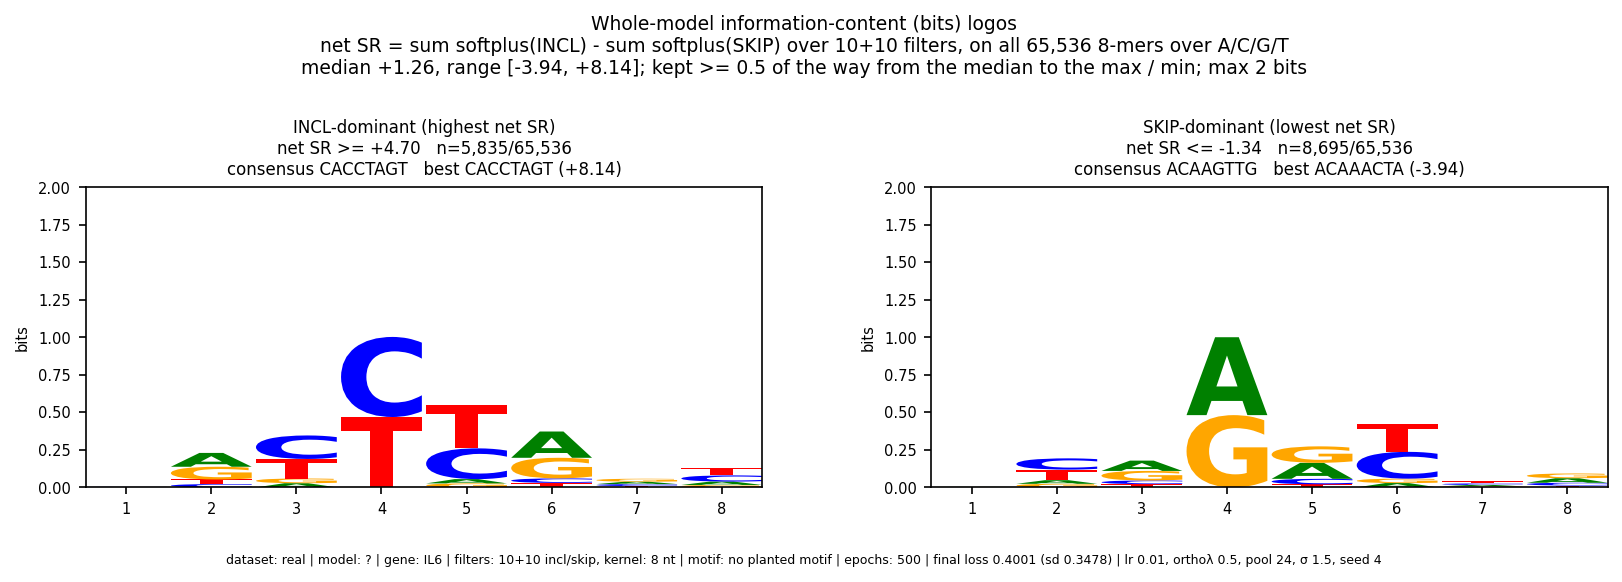 Whole-model information-content (bits) logos
net SR = sum softplus(INCL) - sum softplus(SKIP) over 10+10 filters, on all 65,536 8-mers over A/C/G/T
median +1.26, range [-3.94, +8.14]; kept >= 0.5 of the way from the median to the max / min; max 2 bits
INCL-dominant (highest net SR)
net SR >= +4.70 n=5,835/65,536
consensus CACCTAGT best CACCTAGT (+8.14)
2.00
1.75
1.50
1.25
1.00
0.75
0.50
0.25
0.00
bits
A G T C
C T G A
C T
T C A G
A G C T
G A C
T C A
1 2 3 4 5 6 7 8
SKIP-dominant (lowest net SR)
net SR <= -1.34 n=8,695/65,536
consensus ACAAGTTG best ACAAACTA (-3.94)
2.00
1.75
1.50
1.25
1.00
0.75
0.50
0.25
0.00
bits
C T A G
A G C T
A G
G A C T
T C G A
T C
G A C
1 2 3 4 5 6 7 8
dataset: real | model: ? | gene: IL6 | filters: 10+10 incl/skip, kernel: 8 nt | motif: no planted motif | epochs: 500 | final loss 0.4001 (sd 0.3478) | lr 0.01, orthoλ 0.5, pool 24, σ 1.5, seed 4